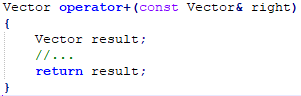 Vector operator+(const Vector& right)
{
    Vector result;
    //...
    return result;
}